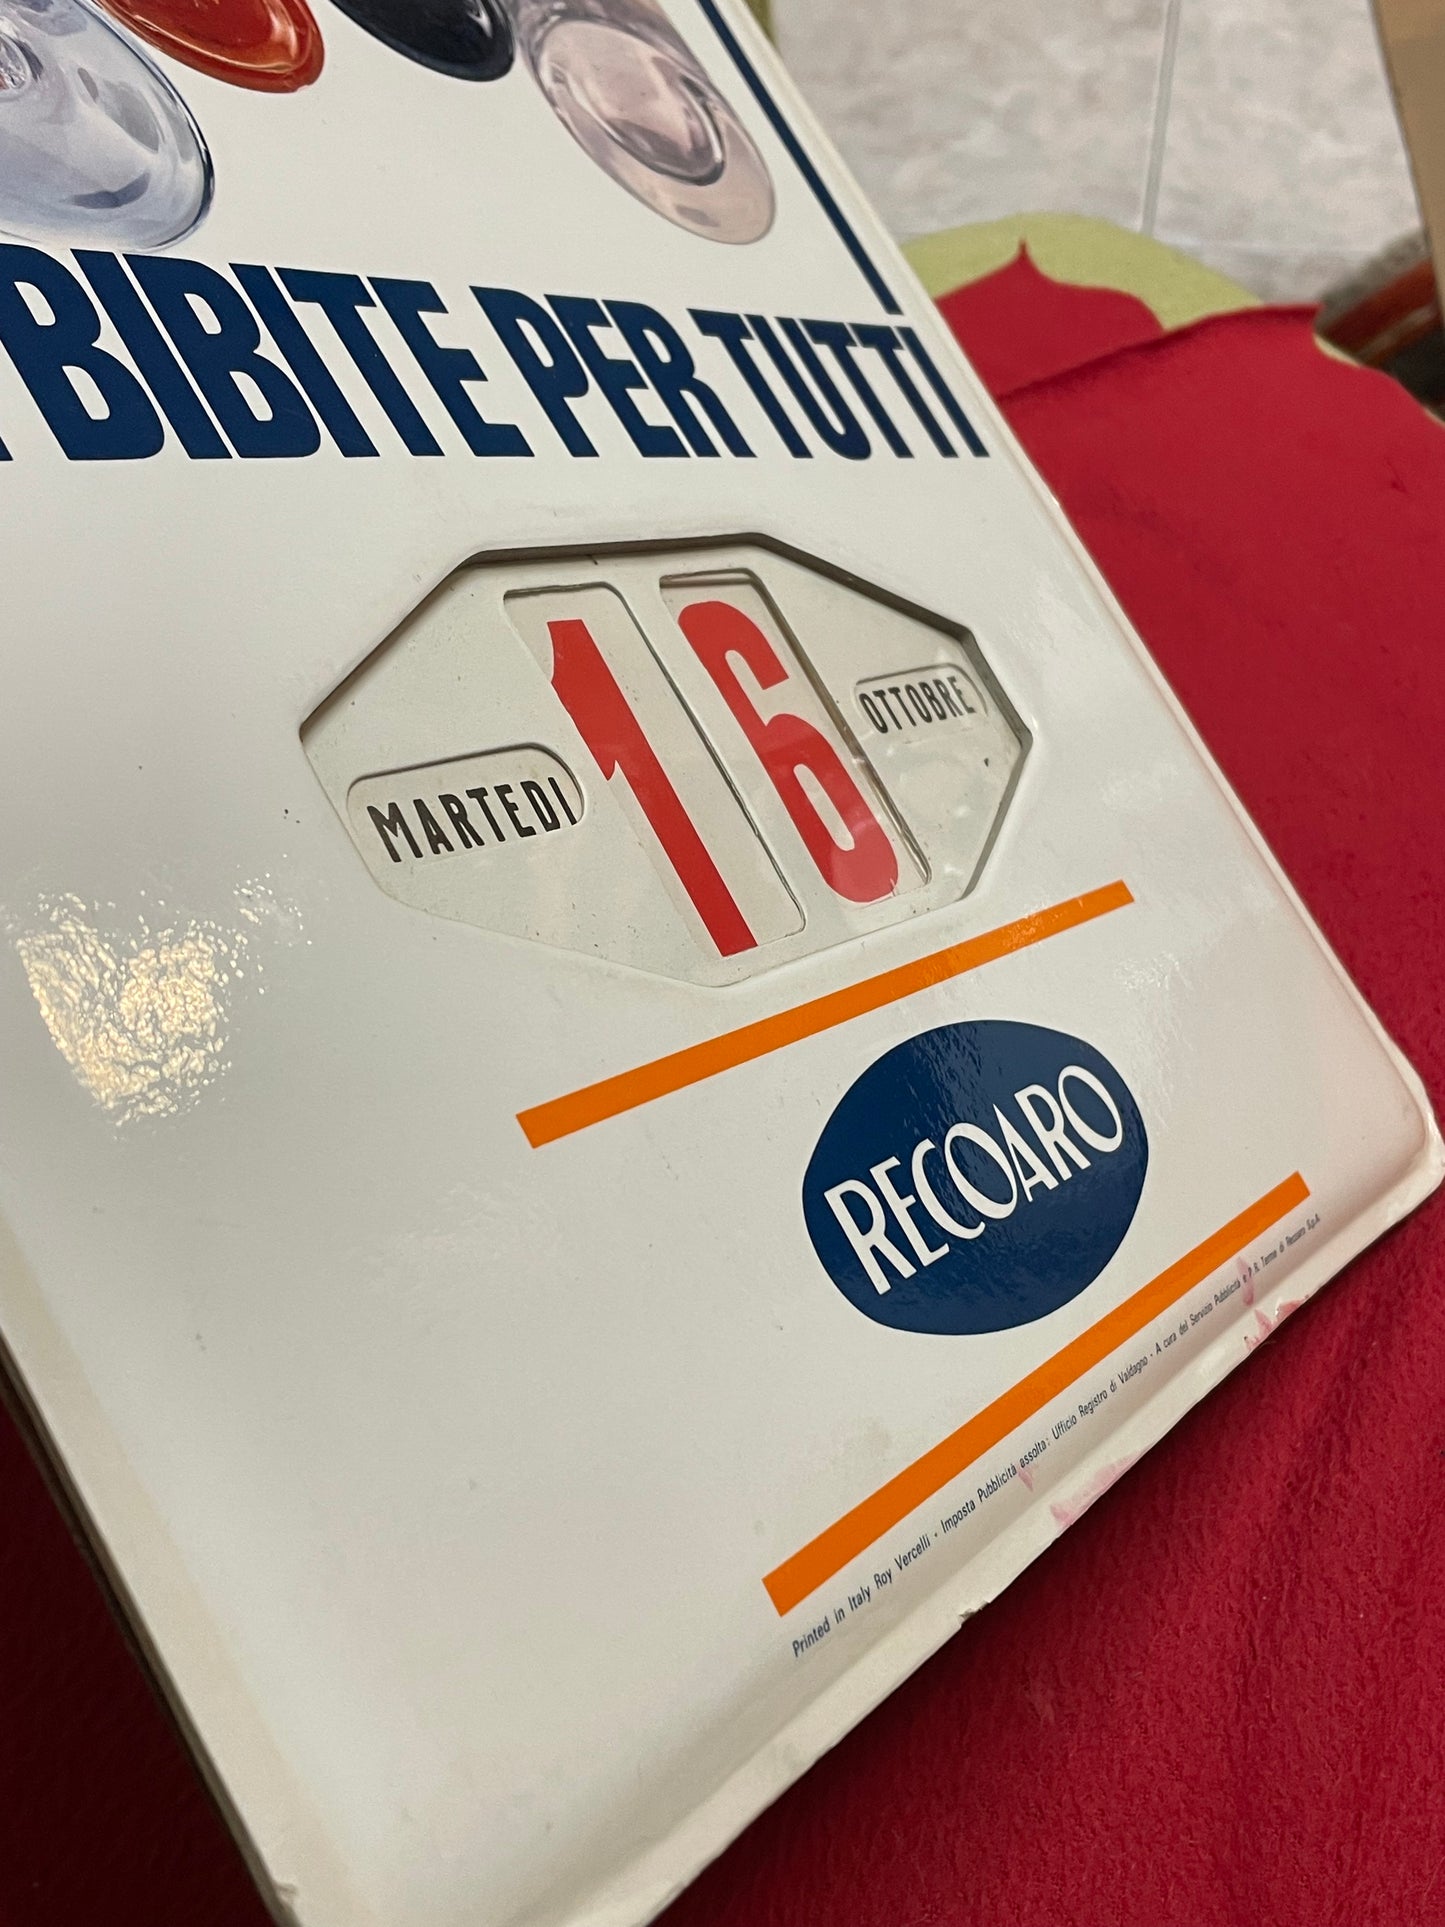 BIBITE PER TUTTI
MARTEDI 16 OTTOBRE
RECOARO
Printed in Italy Roy Vercelli - Imposta Pubblicità assolta: Ufficio Registro di Valdagno - A cura del Servizio Pubblicità e P. R. Terme di Recoaro S.p.A.